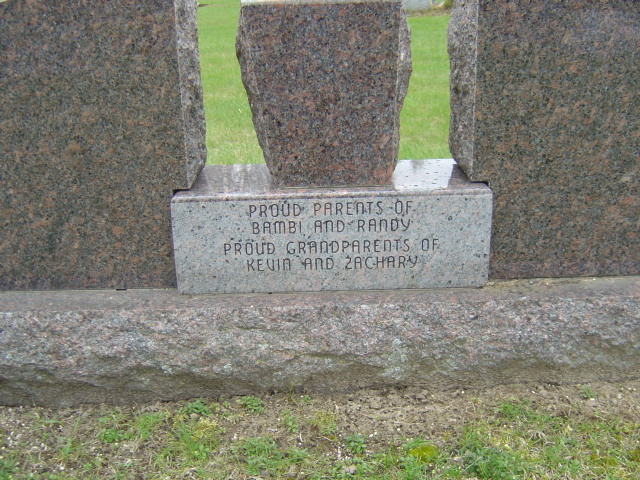 PROUD PARENTS OF
BAMBI AND RANDY
PROUD GRANDPARENTS OF
KEVIN AND ZACHARY